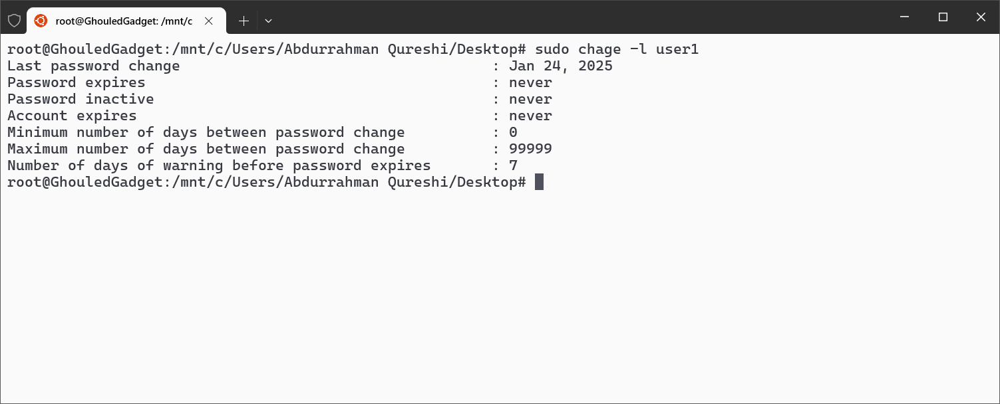 root@GhouledGadget: /mnt/c
root@GhouledGadget:/mnt/c/Users/Abdurrahman Qureshi/Desktop# sudo chage -l user1
Last password change                                    : Jan 24, 2025
Password expires                                        : never
Password inactive                                       : never
Account expires                                         : never
Minimum number of days between password change          : 0
Maximum number of days between password change          : 99999
Number of days of warning before password expires       : 7
root@GhouledGadget:/mnt/c/Users/Abdurrahman Qureshi/Desktop#